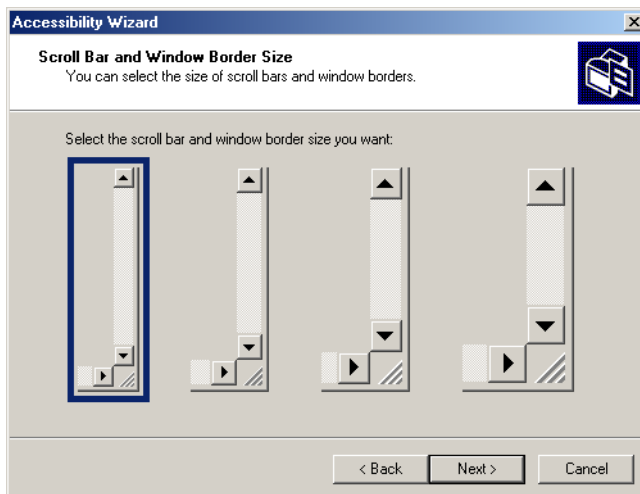 Accessibility Wizard
Scroll Bar and Window Border Size
You can select the size of scroll bars and window borders.
Select the scroll bar and window border size you want:
< Back
Next >
Cancel